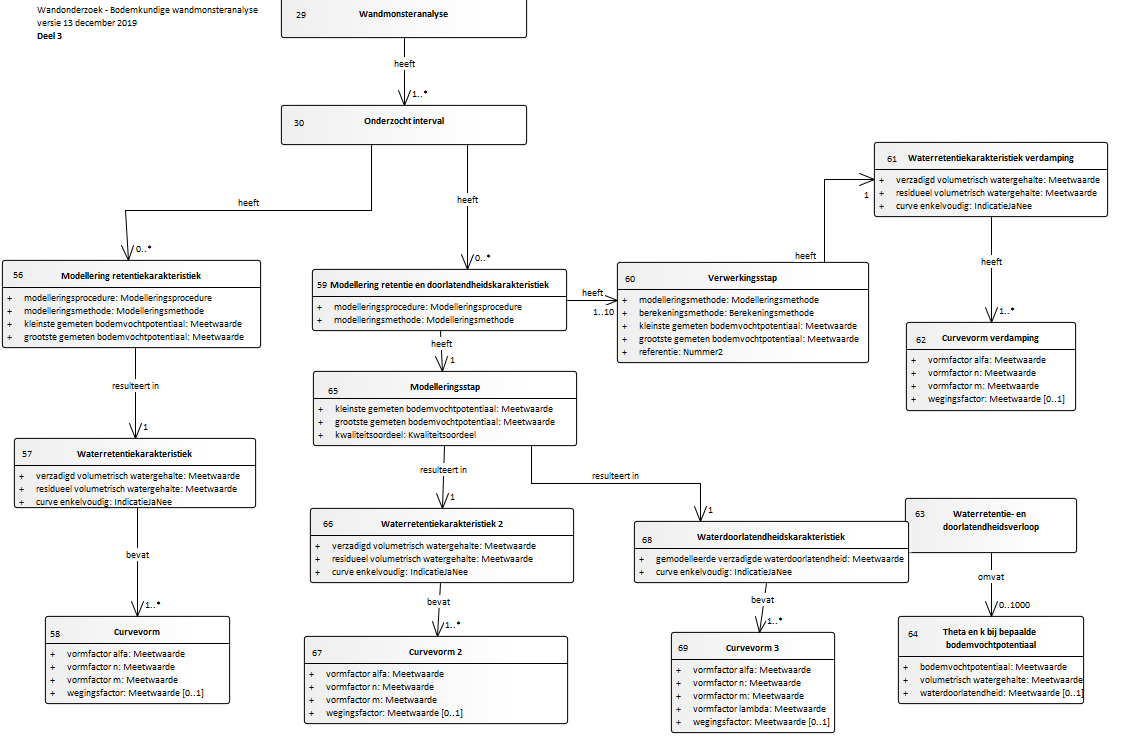 Wandonderzoek - Bodemkundige wandmonsteranalyse
versie 13 december 2019
Deel 3
29 Wandmonsteranalyse
heeft
1..*
30 Onderzocht interval
heeft
0..*
heeft
0..*
56 Modellering retentiekarakteristiek
+ modelleringsprocedure: Modelleringsprocedure
+ modelleringsmethode: Modelleringsmethode
+ kleinste gemeten bodemvochtpotentiaal: Meetwaarde
+ grootste gemeten bodemvochtpotentiaal: Meetwaarde
resulteert in
1
57 Waterretentiekarakteristiek
+ verzadigd volumetrisch watergehalte: Meetwaarde
+ residueel volumetrisch watergehalte: Meetwaarde
+ curve enkelvoudig: IndicatieJaNee
bevat
1..*
58 Curvevorm
+ vormfactor alfa: Meetwaarde
+ vormfactor n: Meetwaarde
+ vormfactor m: Meetwaarde
+ wegingsfactor: Meetwaarde [0..1]
59 Modellering retentie en doorlatendheidskarakteristiek
+ modelleringsprocedure: Modelleringsprocedure
+ modelleringsmethode: Modelleringsmethode
heeft
1..10
60 Verwerkingsstap
+ modelleringsmethode: Modelleringsmethode
+ berekeningsmethode: Berekeningsmethode
+ kleinste gemeten bodemvochtpotentiaal: Meetwaarde
+ grootste gemeten bodemvochtpotentiaal: Meetwaarde
+ referentie: Nummer2
heeft
1
61 Waterretentiekarakteristiek verdamping
+ verzadigd volumetrisch watergehalte: Meetwaarde
+ residueel volumetrisch watergehalte: Meetwaarde
+ curve enkelvoudig: IndicatieJaNee
heeft
1..*
62 Curvevorm verdamping
+ vormfactor alfa: Meetwaarde
+ vormfactor n: Meetwaarde
+ vormfactor m: Meetwaarde
+ wegingsfactor: Meetwaarde [0..1]
heeft
1
65 Modelleringsstap
+ kleinste gemeten bodemvochtpotentiaal: Meetwaarde
+ grootste gemeten bodemvochtpotentiaal: Meetwaarde
+ kwaliteitsoordeel: Kwaliteitsoordeel
resulteert in
1
resulteert in
1
66 Waterretentiekarakteristiek 2
+ verzadigd volumetrisch watergehalte: Meetwaarde
+ residueel volumetrisch watergehalte: Meetwaarde
+ curve enkelvoudig: IndicatieJaNee
bevat
1..*
67 Curvevorm 2
+ vormfactor alfa: Meetwaarde
+ vormfactor n: Meetwaarde
+ vormfactor m: Meetwaarde
+ wegingsfactor: Meetwaarde [0..1]
68 Waterdoorlatendheidskarakteristiek
+ gemodelleerde verzadigde waterdoorlatendheid: Meetwaarde
+ curve enkelvoudig: IndicatieJaNee
bevat
1..*
69 Curvevorm 3
+ vormfactor alfa: Meetwaarde
+ vormfactor n: Meetwaarde
+ vormfactor m: Meetwaarde
+ vormfactor lambda: Meetwaarde
+ wegingsfactor: Meetwaarde [0..1]
63 Waterretentie- en
doorlatendheidsverloop
omvat
0..1000
64 Theta en k bij bepaalde
bodemvochtpotentiaal
+ bodemvochtpotentiaal: Meetwaarde
+ volumetrisch watergehalte: Meetwaarde
+ waterdoorlatendheid: Meetwaarde [0..1]